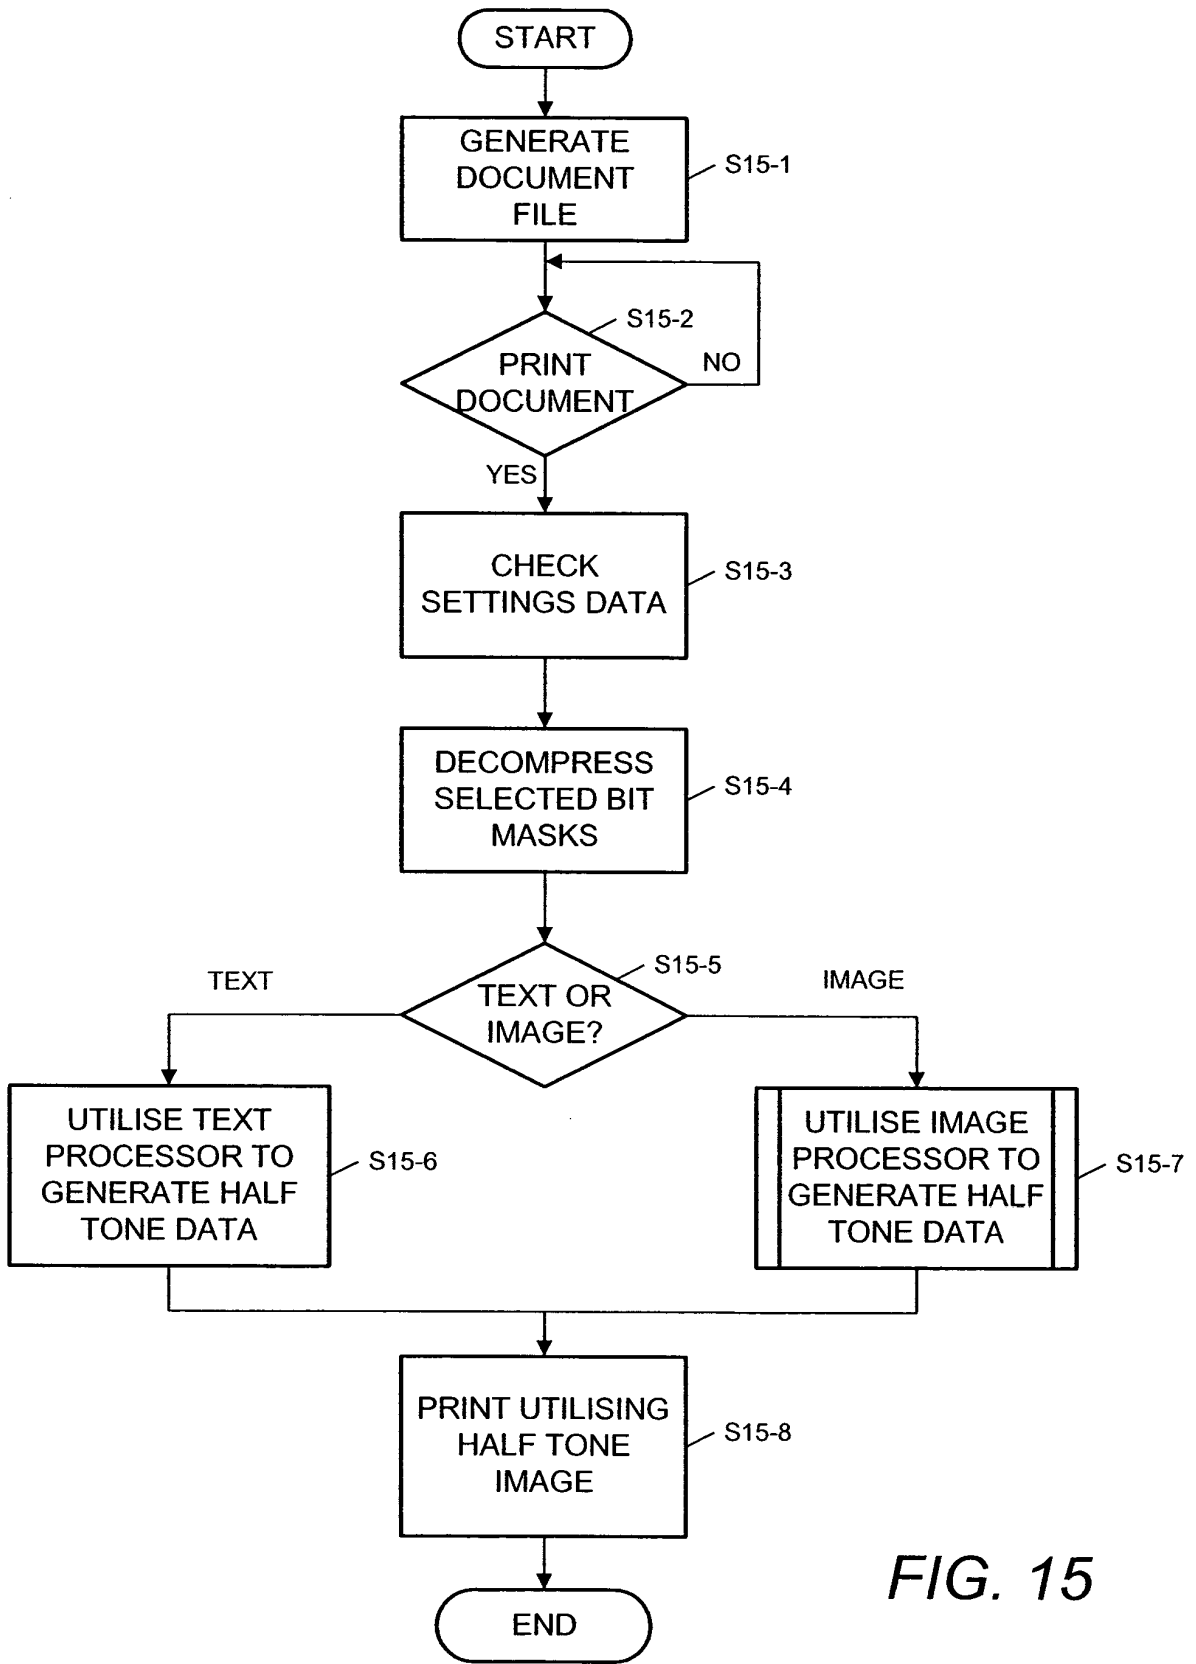 START
GENERATE
DOCUMENT
FILE
S15-1
S15-2
PRINT
DOCUMENT
NO
YES
CHECK
SETTINGS DATA
S15-3
DECOMPRESS
SELECTED BIT
MASKS
S15-4
S15-5
TEXT
TEXT OR
IMAGE?
IMAGE
UTILISE TEXT
PROCESSOR TO
GENERATE HALF
TONE DATA
S15-6
UTILISE IMAGE
PROCESSOR TO
GENERATE HALF
TONE DATA
S15-7
PRINT UTILISING
HALF TONE
IMAGE
S15-8
END
FIG. 15